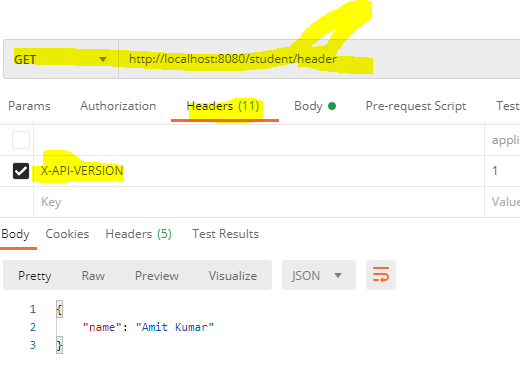 GET http://localhost:8080/student/header
Params Authorization Headers (11) Body Pre-request Script Test
appli
X-API-VERSION 1
Key Value
Body Cookies Headers (5) Test Results
Pretty Raw Preview Visualize JSON
1 {
2 "name": "Amit Kumar"
3 }